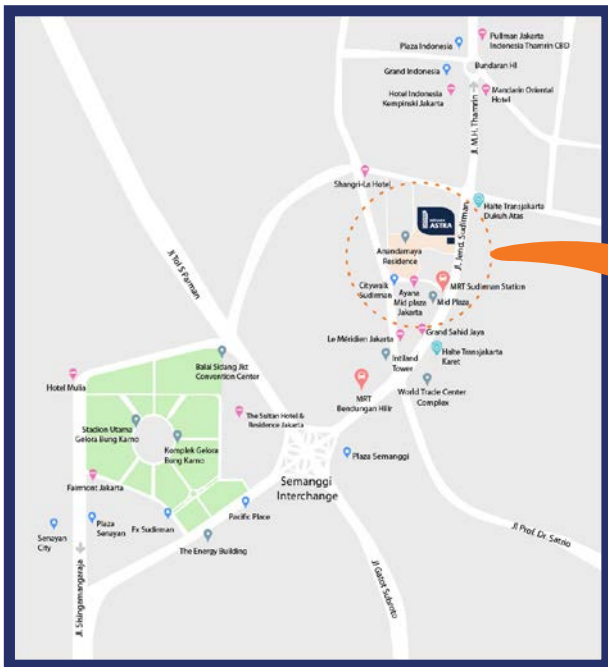 Pullman Jakarta
Indonesia Thamrin CBD
Plaza Indonesia
Bundaran HI
Grand Indonesia
Hotel Indonesia
Kempinski Jakarta
Mandarin Oriental
Hotel
Jl. M.H. Thamrin
Shangri-La Hotel
Halte Transjakarta
Dukuh Atas
ASTRA
Jl. Jend. Sudirman
Anandamaya
Residence
Jl Tol S Parman
Citywalk
Sudirman
Ayana
Mid plaza
Jakarta
MRT Sudirman Station
Mid Plaza
Grand Sahid Jaya
Le Méridien Jakarta
Halte Transjakarta
Karet
Intiland
Tower
Balai Sidang Jkt
Convention Center
World Trade Center
Complex
Hotel Mulia
MRT
Bendungan Hilir
The Sultan Hotel &
Residence Jakarta
Stadion Utama
Gelora Bung Karno
Komplek Gelora
Bung Karno
Plaza Semanggi
Semanggi
Interchange
Fairmont Jakarta
Pacific Place
Fx Sudirman
Plaza
Senayan
Senayan
City
The Energy Building
Jl Prof. Dr. Satrio
Jl Gatot Subroto
Jl. Sisingamangaraja